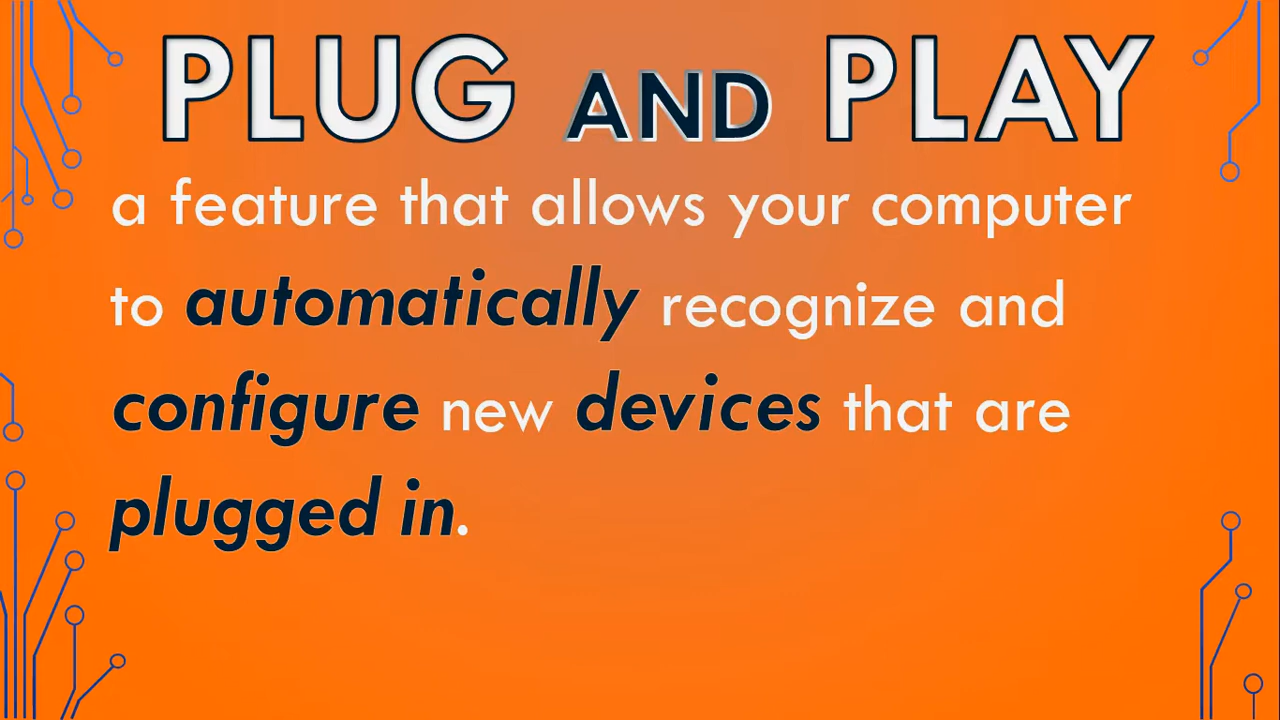 PLUG AND PLAY
a feature that allows your computer
to automatically recognize and
configure new devices that are
plugged in.